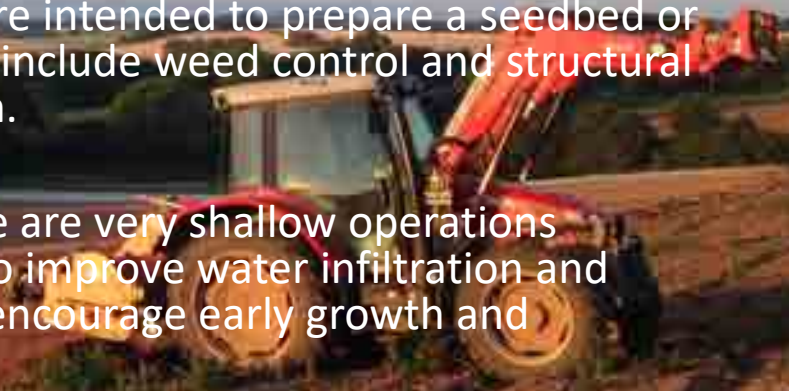 re intended to prepare a seedbed or
include weed control and structural
.
e are very shallow operations
o improve water infiltration and
encourage early growth and